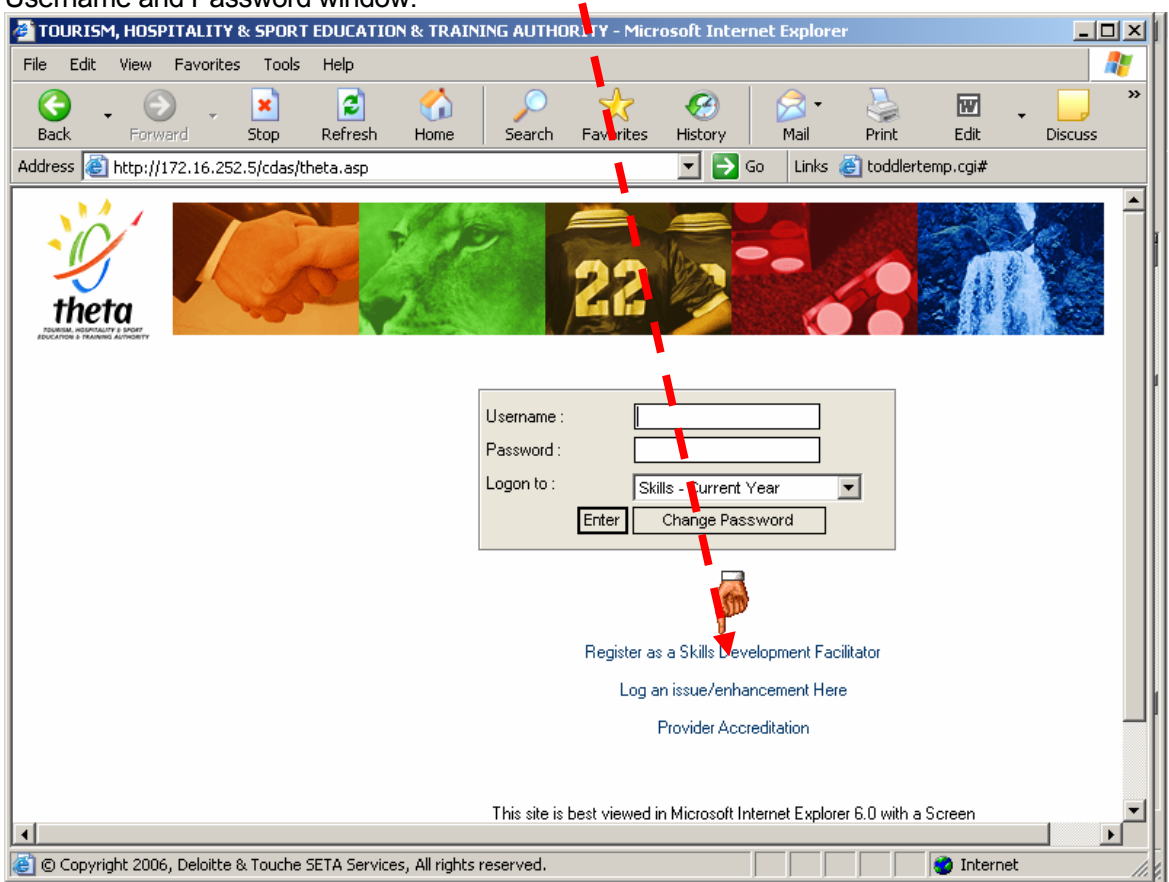 Username and Password window.
TOURISM, HOSPITALITY & SPORT EDUCATION & TRAINING AUTHORITY - Microsoft Internet Explorer
File Edit View Favorites Tools Help
Back Forward Stop Refresh Home Search Favorites History Mail Print Edit Discuss
Address http://172.16.252.5/cdas/theta.asp Go Links toddlertemp.cgi#
22
theta
TOURISM, HOSPITALITY & SPORT
EDUCATION & TRAINING AUTHORITY
Username :
Password :
Logon to : Skills - Current Year
Enter Change Password
Register as a Skills Development Facilitator
Log an issue/enhancement Here
Provider Accreditation
This site is best viewed in Microsoft Internet Explorer 6.0 with a Screen
© Copyright 2006, Deloitte & Touche SETA Services, All rights reserved. Internet